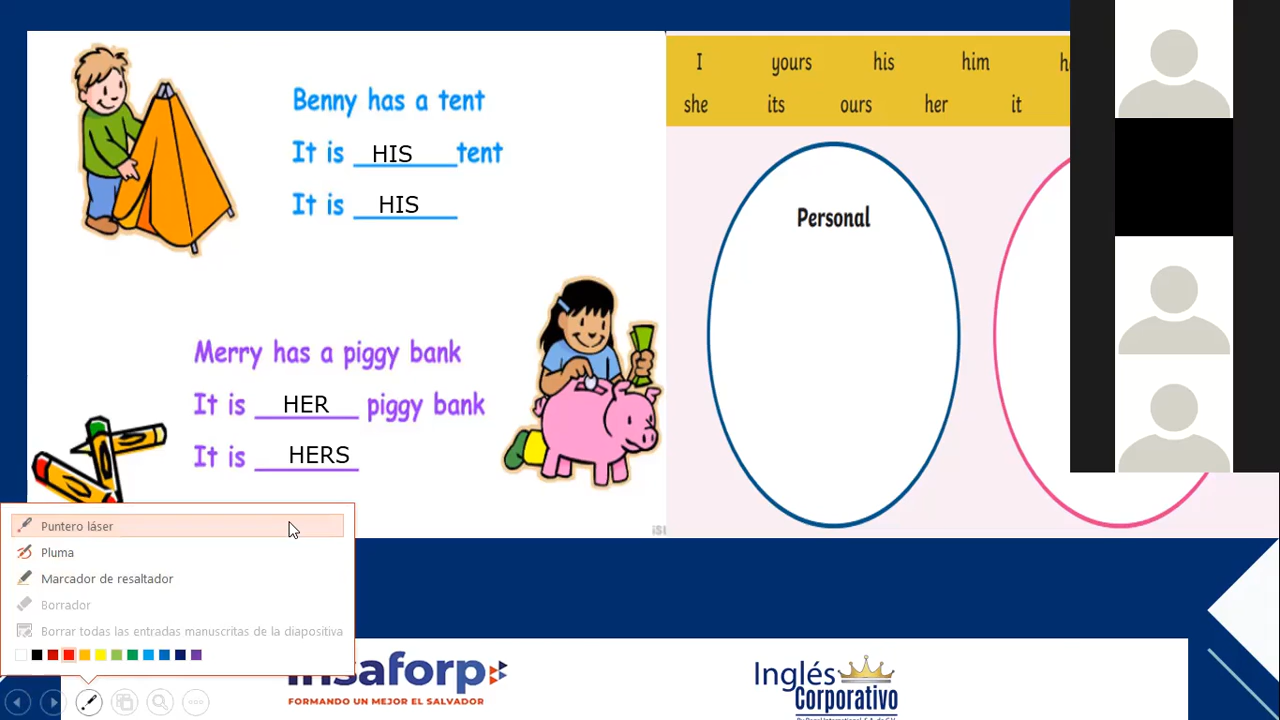 Benny has a tent
It is HIS tent
It is HIS
Merry has a piggy bank
It is HER piggy bank
It is HERS
I yours his him
she its ours her it
Personal
Puntero láser
Pluma
Marcador de resaltador
Borrador
Borrar todas las entradas manuscritas de la diapositiva
insaforp
FORMANDO UN MEJOR EL SALVADOR
Inglés
Corporativo